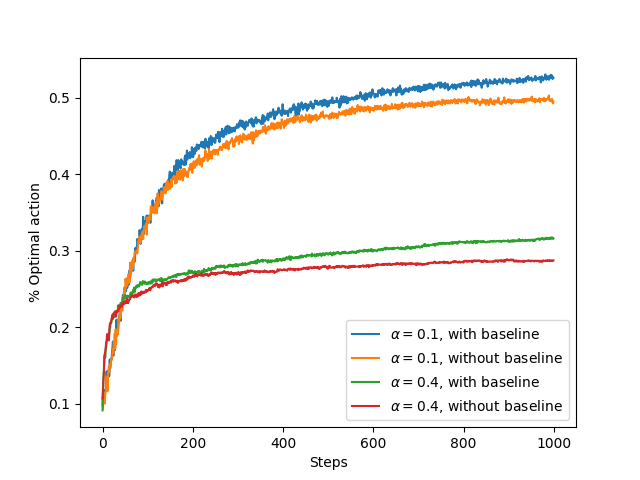 0.5
0.4
0.3
0.2
0.1
% Optimal action
0
200
400
600
800
1000
Steps
α = 0.1, with baseline
α = 0.1, without baseline
α = 0.4, with baseline
α = 0.4, without baseline